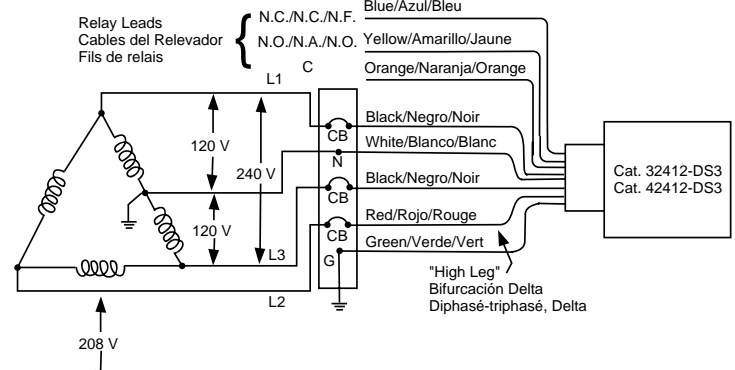 Blue/Azul/Bleu
Relay Leads
Cables del Relevador
Fils de relais
N.C./N.C./N.F.
N.O./N.A./N.O.
Yellow/Amarillo/Jaune
C
Orange/Naranja/Orange
L1
Black/Negro/Noir
CB
120 V
White/Blanco/Blanc
N
240 V
Black/Negro/Noir
CB
Cat. 32412-DS3
Cat. 42412-DS3
Red/Rojo/Rouge
120 V
CB
Green/Verde/Vert
L3
G
"High Leg"
Bifurcación Delta
Diphasé-triphasé, Delta
L2
208 V